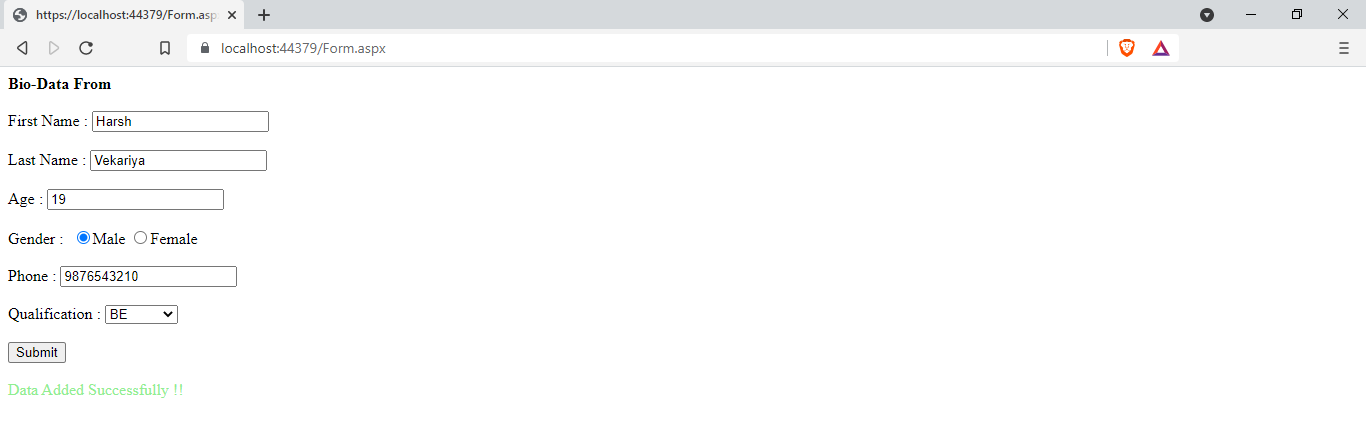 https://localhost:44379/Form.asp
localhost:44379/Form.aspx
Bio-Data From
First Name : Harsh
Last Name : Vekariya
Age : 19
Gender : Male Female
Phone : 9876543210
Qualification : BE
Submit
Data Added Successfully !!